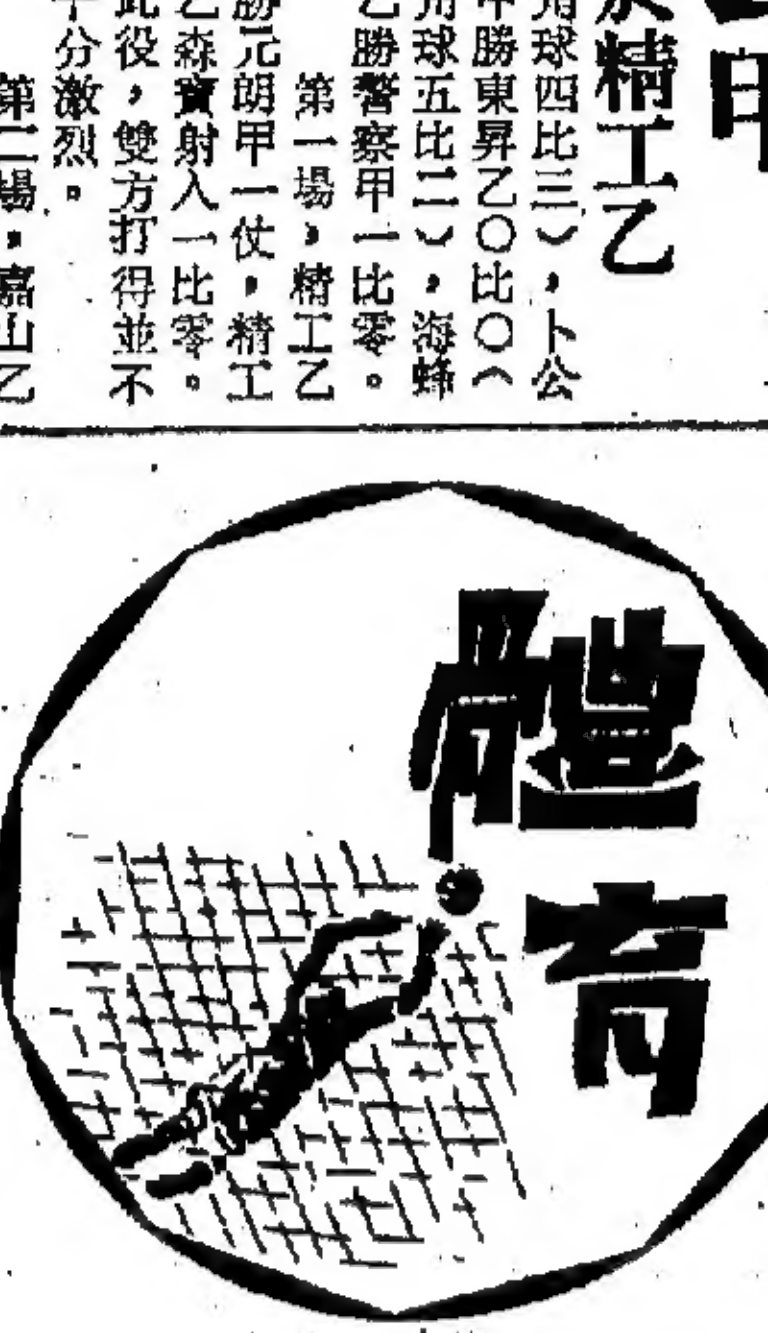 甲
精工乙
角球四比三），卜公
甲勝東昇乙〇比〇（
角球五比二），海蜂
乙勝警察甲一比零。
第一場，精工乙
勝元朗甲一仗，精工
乙森寶射入一比零。
此役，雙方打得並不
十分激烈。
第二場，嘉山乙
體育